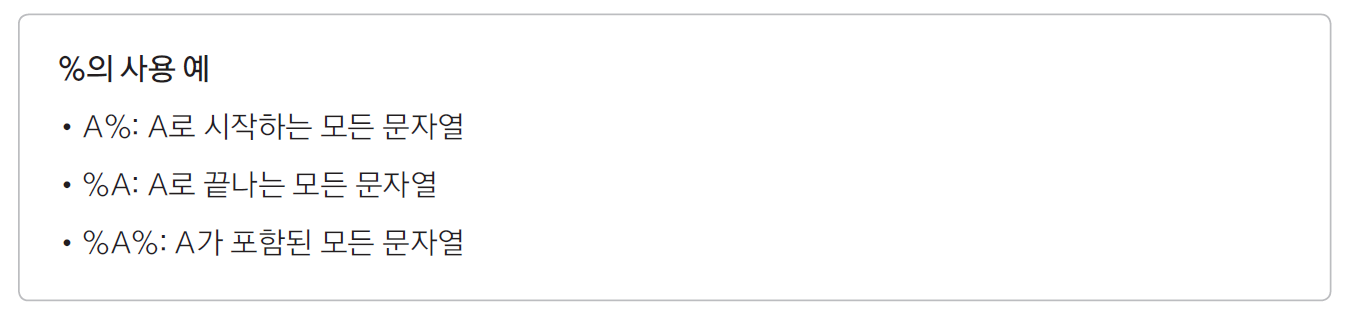 %의 사용 예
• A%: A로 시작하는 모든 문자열
• %A: A로 끝나는 모든 문자열
• %A%: A가 포함된 모든 문자열